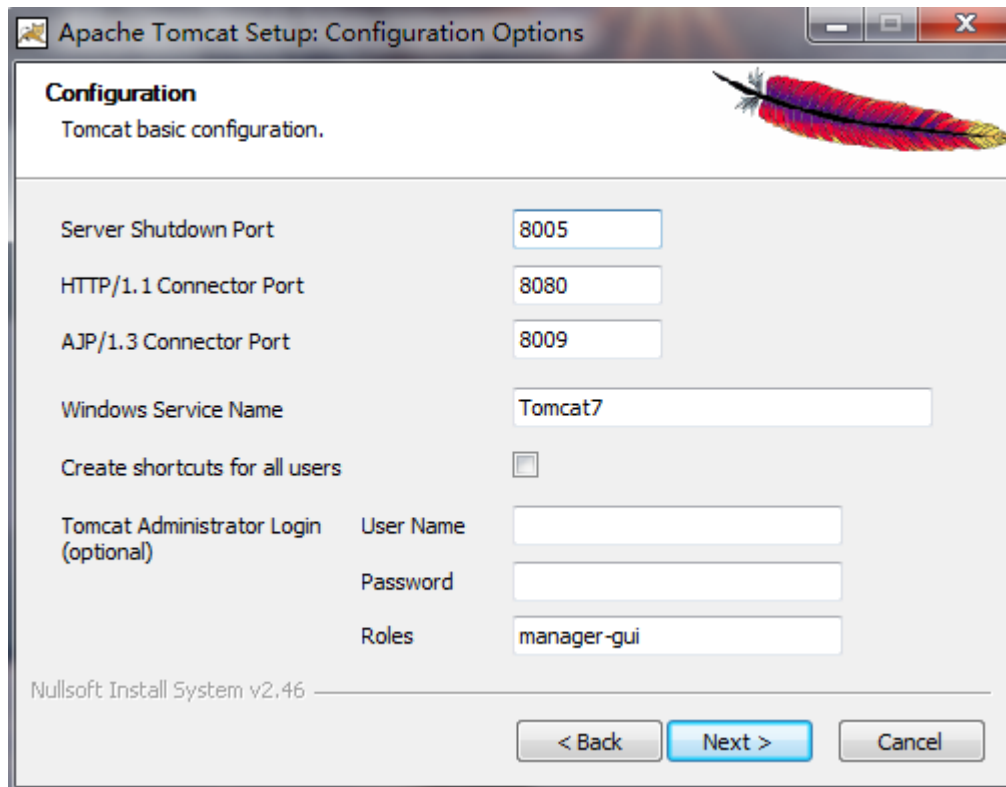 Apache Tomcat Setup: Configuration Options
Configuration
Tomcat basic configuration.
Server Shutdown Port 8005
HTTP/1.1 Connector Port 8080
AJP/1.3 Connector Port 8009
Windows Service Name Tomcat7
Create shortcuts for all users
Tomcat Administrator Login User Name
(optional)
Password
Roles manager-gui
Nullsoft Install System v2.46
< Back Next > Cancel